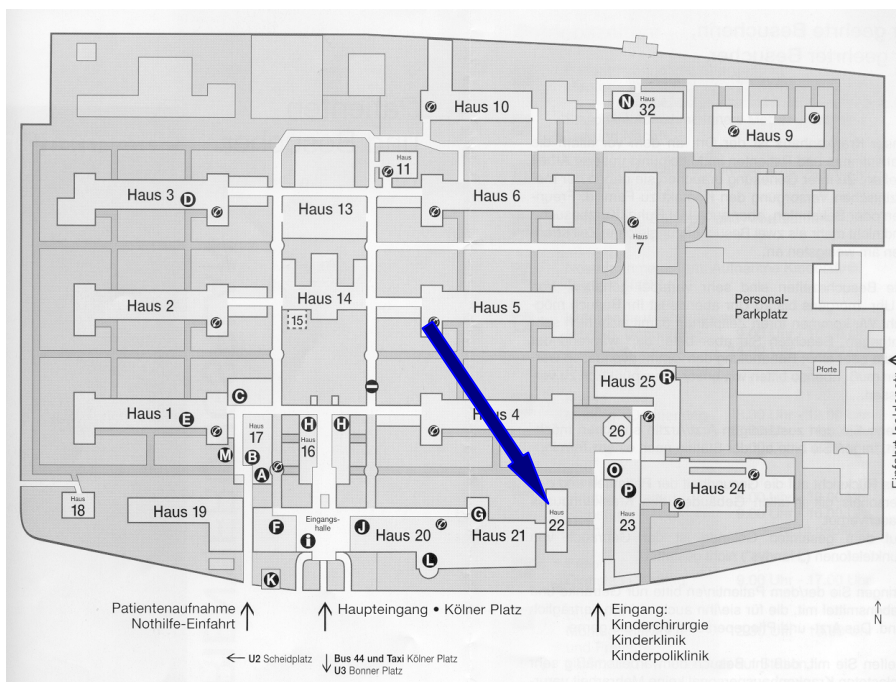 Haus 10
N
Haus
32
Haus 9
Haus
11
Haus 3
D
Haus 13
Haus 6
Haus
7
Haus 2
Haus 14
15
Haus 5
Personal-
Parkplatz
Pforte
C
Haus 25
R
Haus 1
E
Haus
17
H
Haus
16
H
Haus 4
26
M
B
A
O
P
Haus 24
Haus
18
Haus 19
F
Eingangs-
halle
i
J
Haus 20
G
Haus 21
L
Haus
22
Haus
23
K
Patientenaufnahme
Nothilfe-Einfahrt
Haupteingang • Kölner Platz
Eingang:
Kinderchirurgie
Kinderklinik
Kinderpoliklinik
N
U2 Scheidplatz
Bus 44 und Taxi Kölner Platz
U3 Bonner Platz